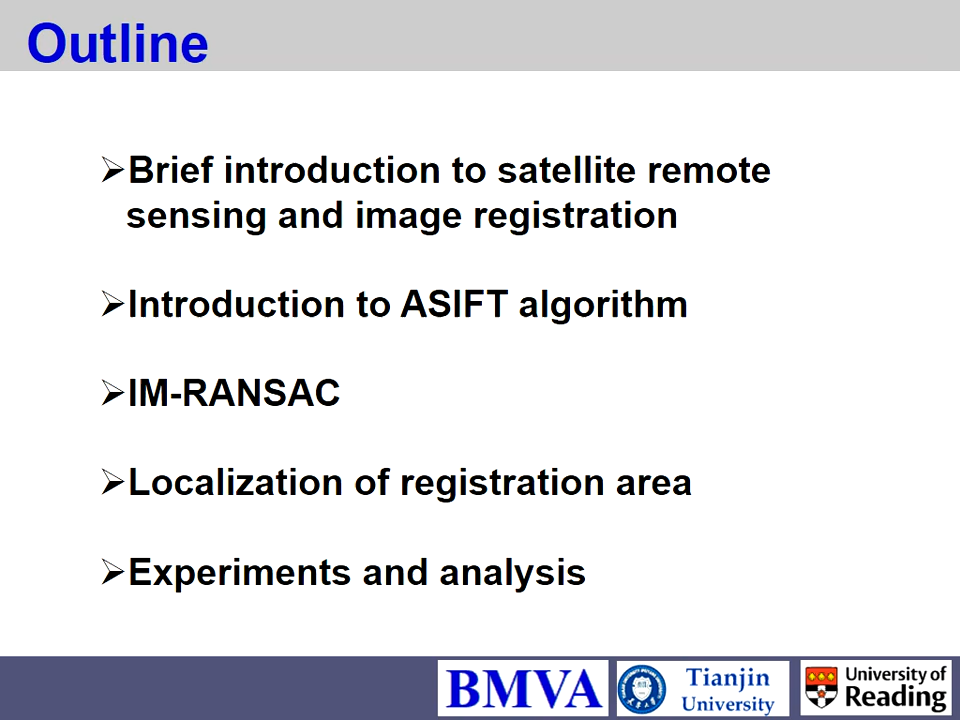 Outline
➢Brief introduction to satellite remote
sensing and image registration
➢Introduction to ASIFT algorithm
➢IM-RANSAC
➢Localization of registration area
➢Experiments and analysis
BMVA
Tianjin
University
University of
Reading